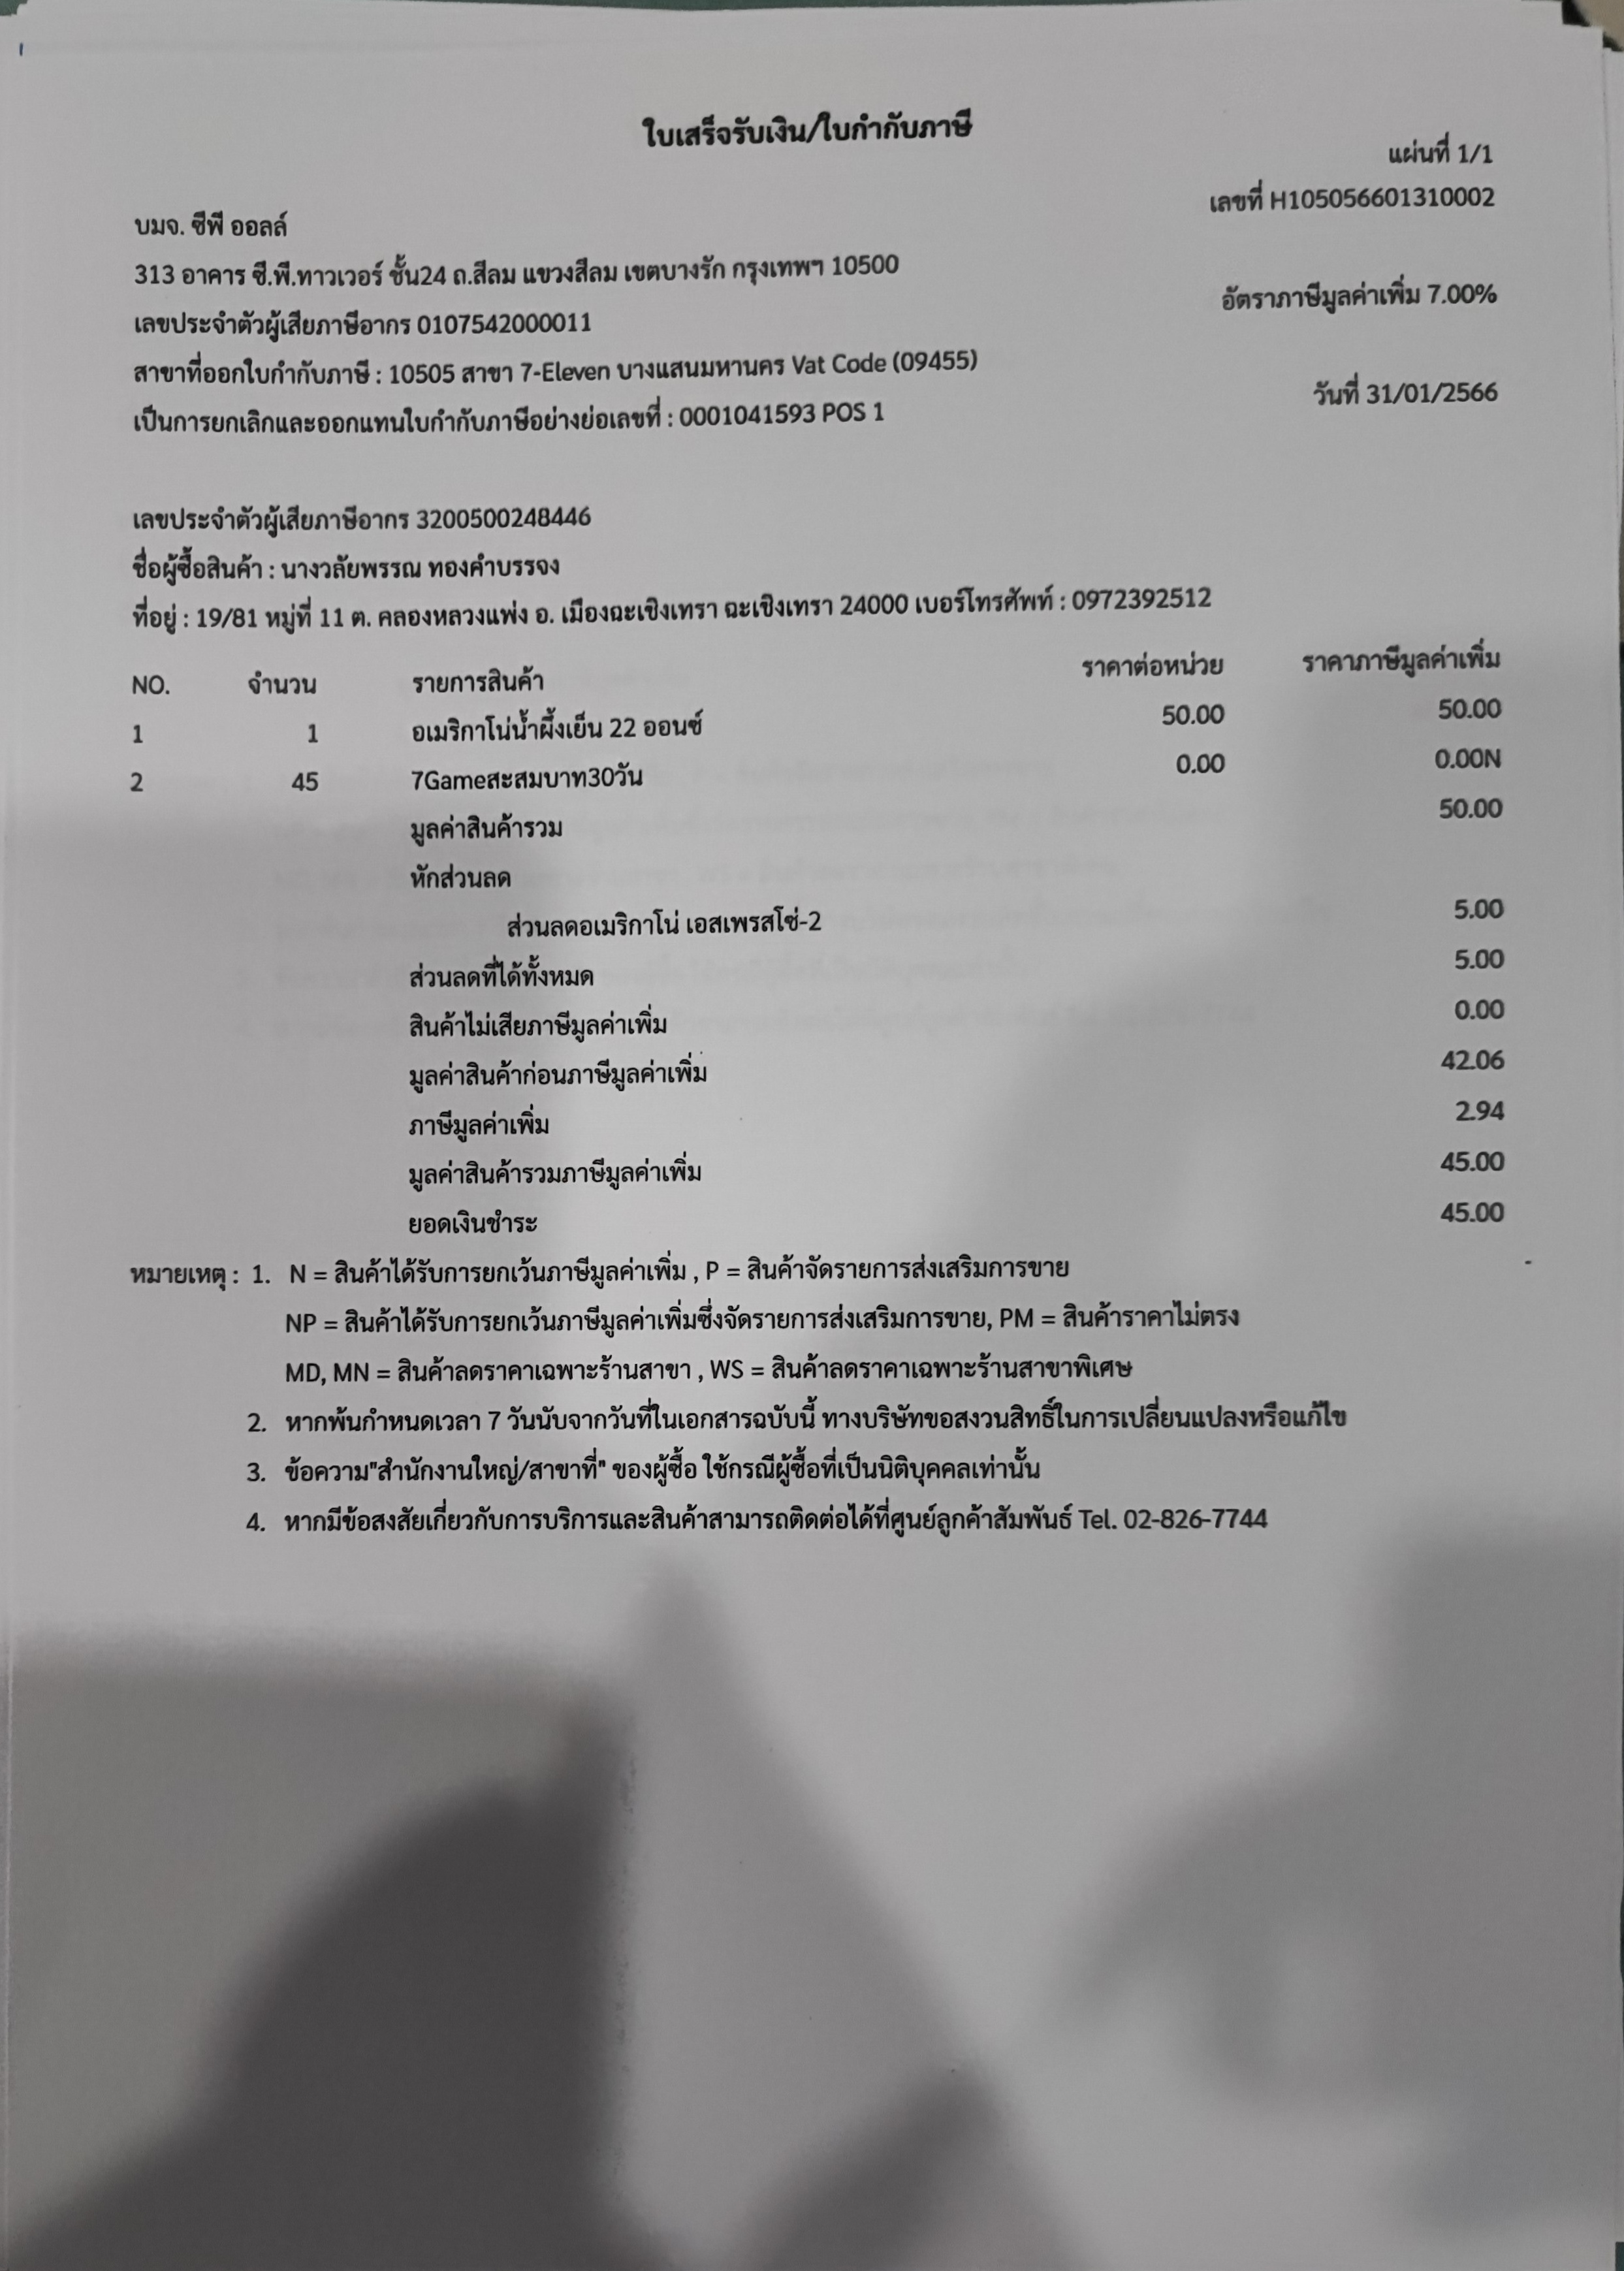 ใบเสร็จรับเงิน/ใบกำกับภาษี
แผ่นที่ 1/1
เลขที่ H105056601310002
บมจ. ซีพี ออลล์
313 อาคาร ซี.พี.ทาวเวอร์ ชั้น24 ถ.สีลม แขวงสีลม เขตบางรัก กรุงเทพฯ 10500
อัตราภาษีมูลค่าเพิ่ม 7.00%
เลขประจำตัวผู้เสียภาษีอากร 0107542000011
สาขาที่ออกใบกำกับภาษี : 10505 สาขา 7-Eleven บางแสนมหานคร Vat Code (09455)
วันที่ 31/01/2566
เป็นการยกเลิกและออกแทนใบกำกับภาษีอย่างย่อเลขที่ : 0001041593 POS 1
เลขประจำตัวผู้เสียภาษีอากร 3200500248446
ชื่อผู้ซื้อสินค้า : นางวลัยพรรณ ทองคำบรรจง
ที่อยู่ : 19/81 หมู่ที่ 11 ต. คลองหลวงแพ่ง อ. เมืองฉะเชิงเทรา ฉะเชิงเทรา 24000 เบอร์โทรศัพท์ : 0972392512
NO. จำนวน รายการสินค้า ราคาต่อหน่วย ราคาภาษีมูลค่าเพิ่ม
1 1 อเมริกาโน่น้ำผึ้งเย็น 22 ออนซ์ 50.00 50.00
2 45 7Gameสะสมบาท30วัน 0.00 0.00N
มูลค่าสินค้ารวม 50.00
หักส่วนลด
ส่วนลดอเมริกาโน่ เอสเพรสโซ่-2 5.00
ส่วนลดที่ได้ทั้งหมด 5.00
สินค้าไม่เสียภาษีมูลค่าเพิ่ม 0.00
มูลค่าสินค้าก่อนภาษีมูลค่าเพิ่ม 42.06
ภาษีมูลค่าเพิ่ม 2.94
มูลค่าสินค้ารวมภาษีมูลค่าเพิ่ม 45.00
ยอดเงินชำระ 45.00
หมายเหตุ : 1. N = สินค้าได้รับการยกเว้นภาษีมูลค่าเพิ่ม , P = สินค้าจัดรายการส่งเสริมการขาย
NP = สินค้าได้รับการยกเว้นภาษีมูลค่าเพิ่มซึ่งจัดรายการส่งเสริมการขาย, PM = สินค้าราคาไม่ตรง
MD, MN = สินค้าลดราคาเฉพาะร้านสาขา , WS = สินค้าลดราคาเฉพาะร้านสาขาพิเศษ
2. หากพ้นกำหนดเวลา 7 วันนับจากวันที่ในเอกสารฉบับนี้ ทางบริษัทขอสงวนสิทธิ์ในการเปลี่ยนแปลงหรือแก้ไข
3. ข้อความ"สำนักงานใหญ่/สาขาที่" ของผู้ซื้อ ใช้กรณีผู้ซื้อที่เป็นนิติบุคคลเท่านั้น
4. หากมีข้อสงสัยเกี่ยวกับการบริการและสินค้าสามารถติดต่อได้ที่ศูนย์ลูกค้าสัมพันธ์ Tel. 02-826-7744